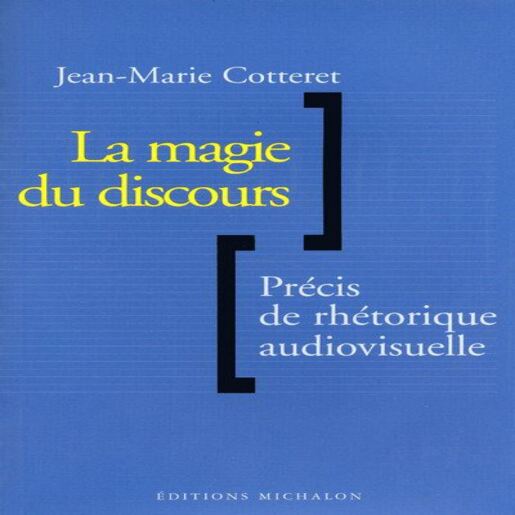 Jean-Marie Cotteret
La magie
du discours
Précis
de rhétorique
audiovisuelle
ÉDITIONS MICHALON